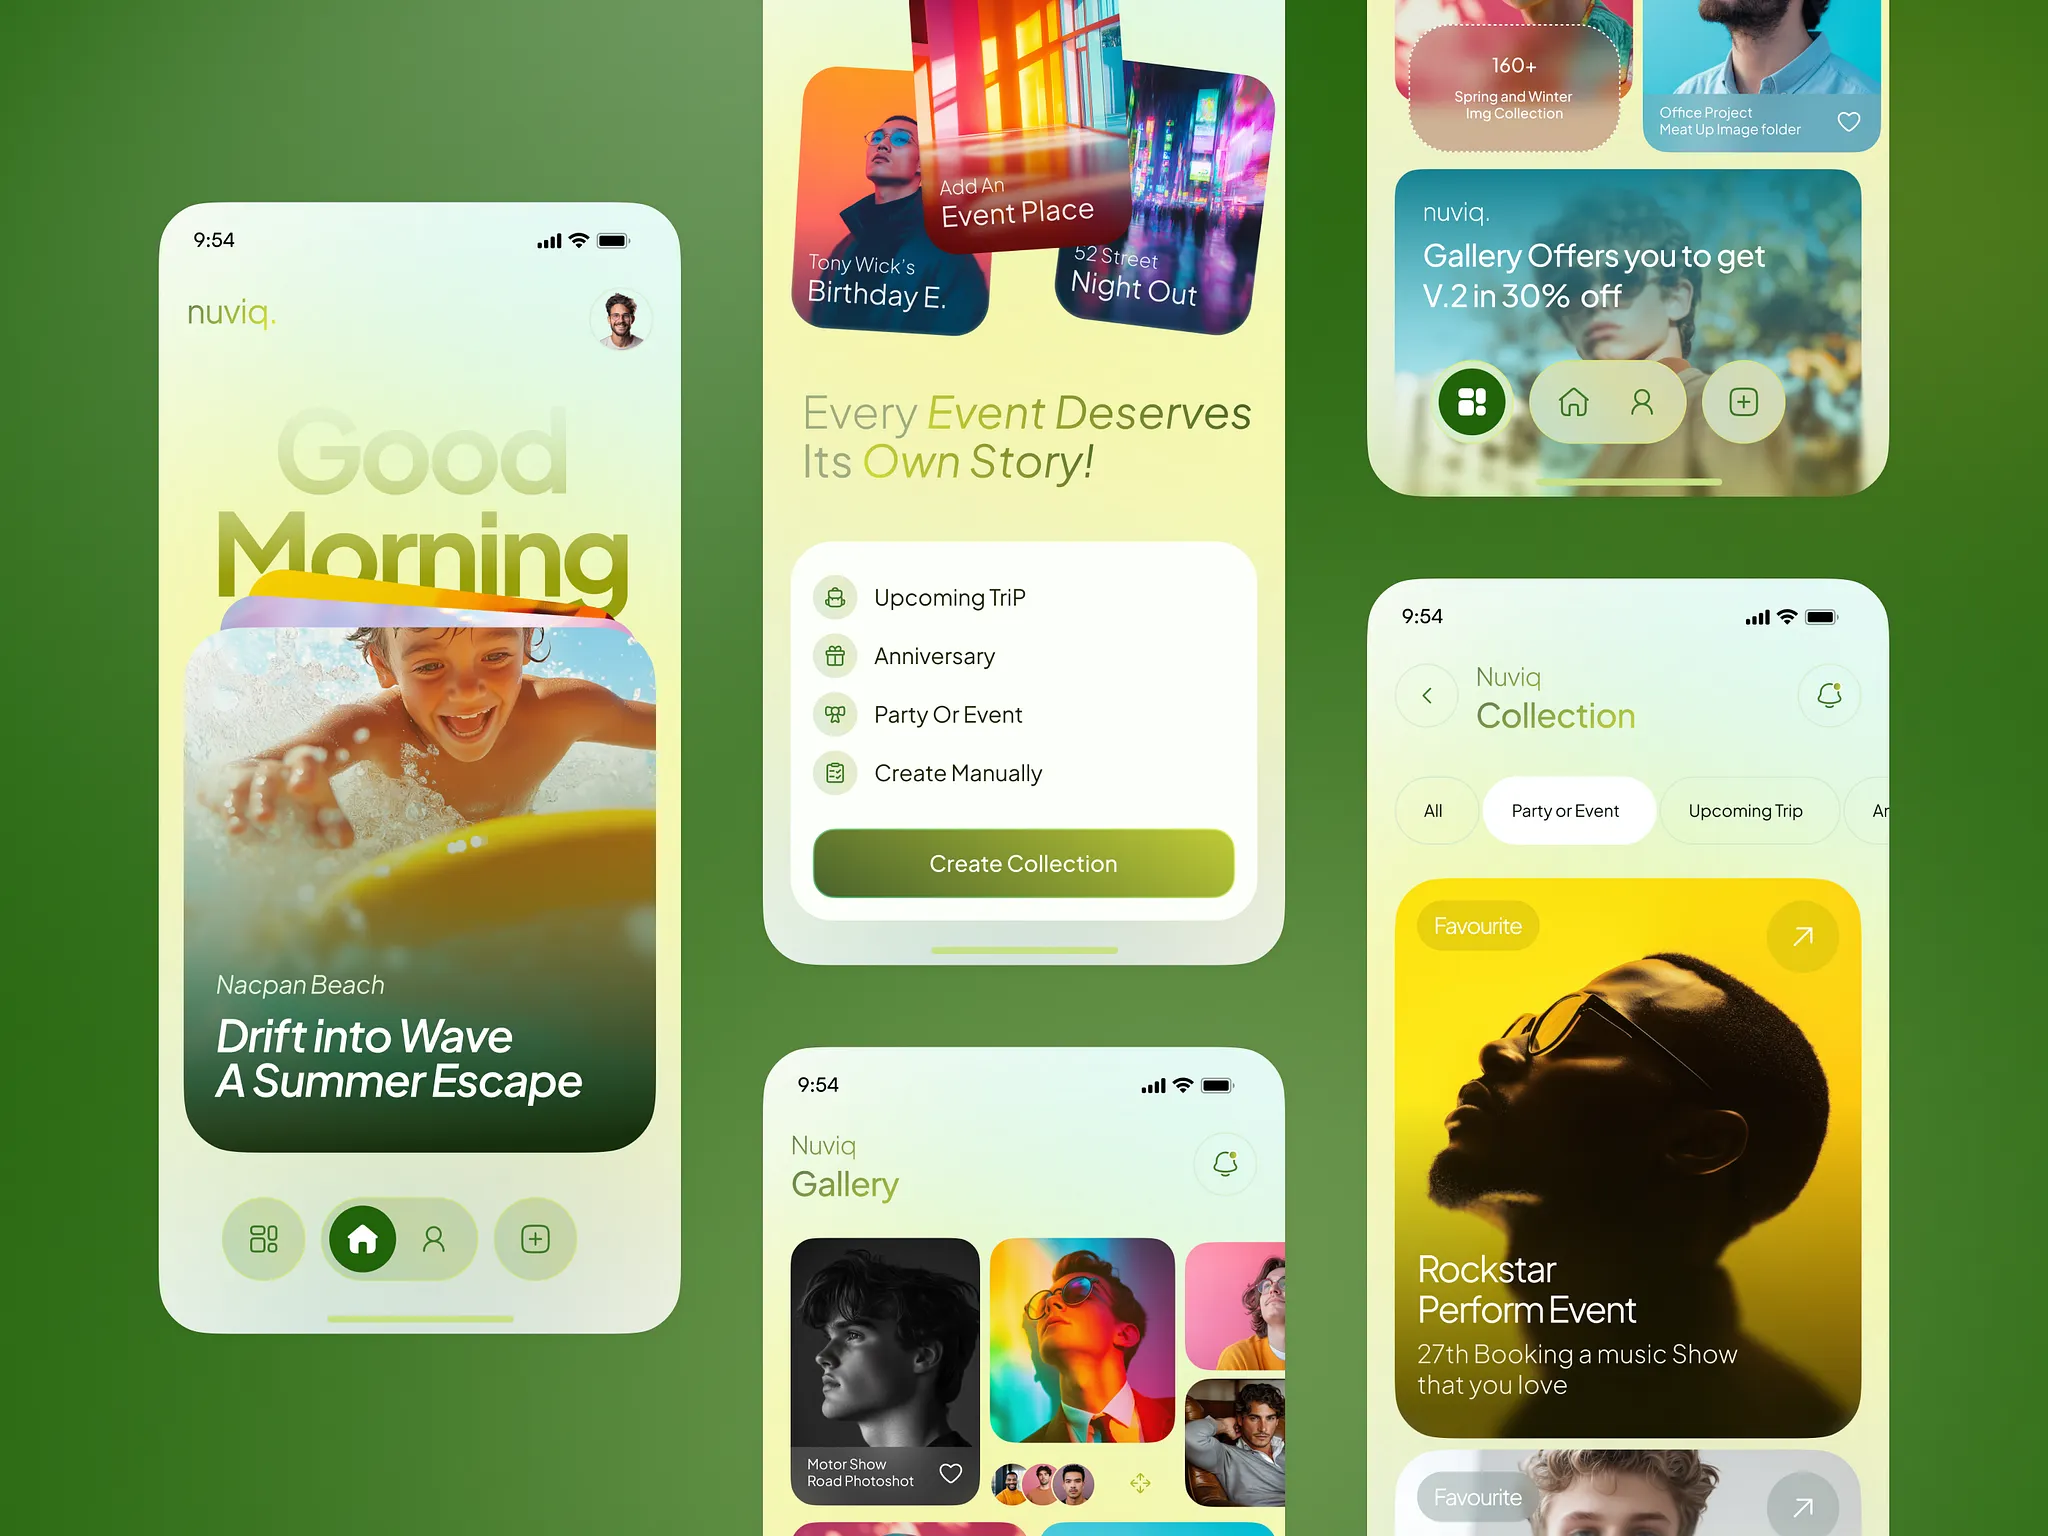 9:54
nuviq.
Good
Morning
Nacpan Beach
Drift into Wave
A Summer Escape
Add An
Event Place
Tony Wick's
Birthday E.
52 Street
Night Out
Every Event Deserves
Its Own Story!
Upcoming TriP
Anniversary
Party Or Event
Create Manually
Create Collection
9:54
Nuviq
Gallery
Motor Show
Road Photoshot
160+
Spring and Winter
Img Collection
Office Project
Meat Up Image folder
nuviq.
Gallery Offers you to get
V.2 in 30% off
9:54
Nuviq
Collection
All
Party or Event
Upcoming Trip
Favourite
Rockstar
Perform Event
27th Booking a music Show
that you love
Favourite